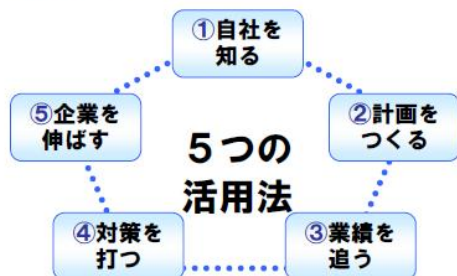 ①自社を
知る
②計画を
つくる
③業績を
追う
④対策を
打つ
⑤企業を
伸ばす
5つの
活用法